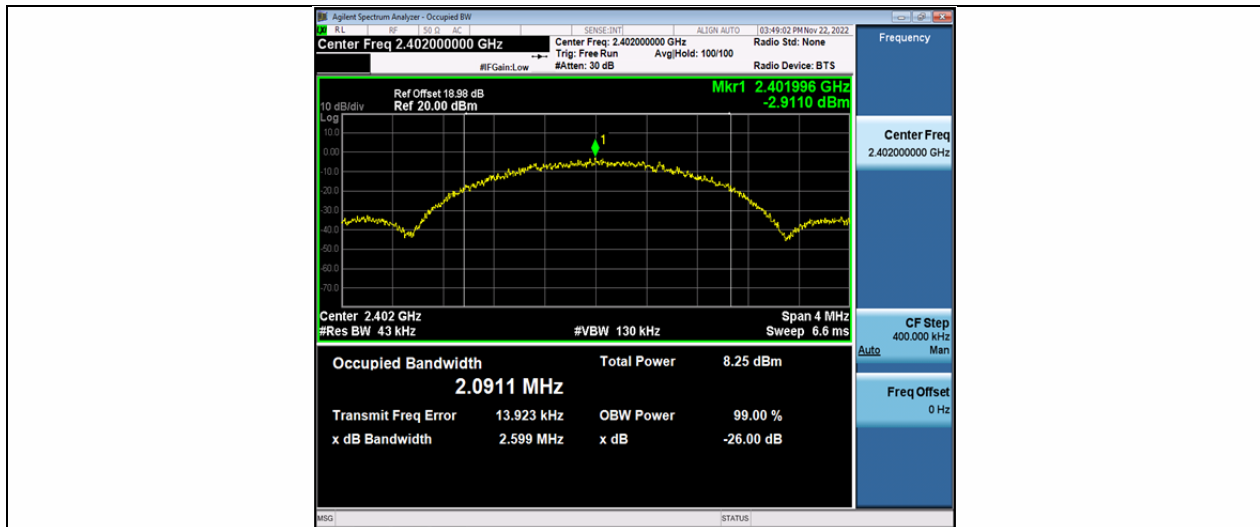 Agilent Spectrum Analyzer - Occupied BW
RL RF 50 Ω AC SENSE:INT ALIGN AUTO 03:49:02 PM Nov 22, 2022
Center Freq 2.402000000 GHz
Center Freq: 2.402000000 GHz
Radio Std: None
Trig: Free Run Avg|Hold: 100/100
#IFGain:Low #Atten: 30 dB
Radio Device: BTS
Frequency
Ref Offset 18.98 dB
Mkr1 2.401996 GHz
10 dB/div Ref 20.00 dBm -2.9110 dBm
Log
10.0
0.00
-10.0
-20.0
-30.0
-40.0
-50.0
-60.0
-70.0
1
Center 2.402 GHz Span 4 MHz
#Res BW 43 kHz #VBW 130 kHz Sweep 6.6 ms
Center Freq
2.402000000 GHz
CF Step
400.000 kHz
Auto Man
Freq Offset
0 Hz
Occupied Bandwidth Total Power 8.25 dBm
2.0911 MHz
Transmit Freq Error 13.923 kHz OBW Power 99.00 %
x dB Bandwidth 2.599 MHz x dB -26.00 dB
MSG STATUS